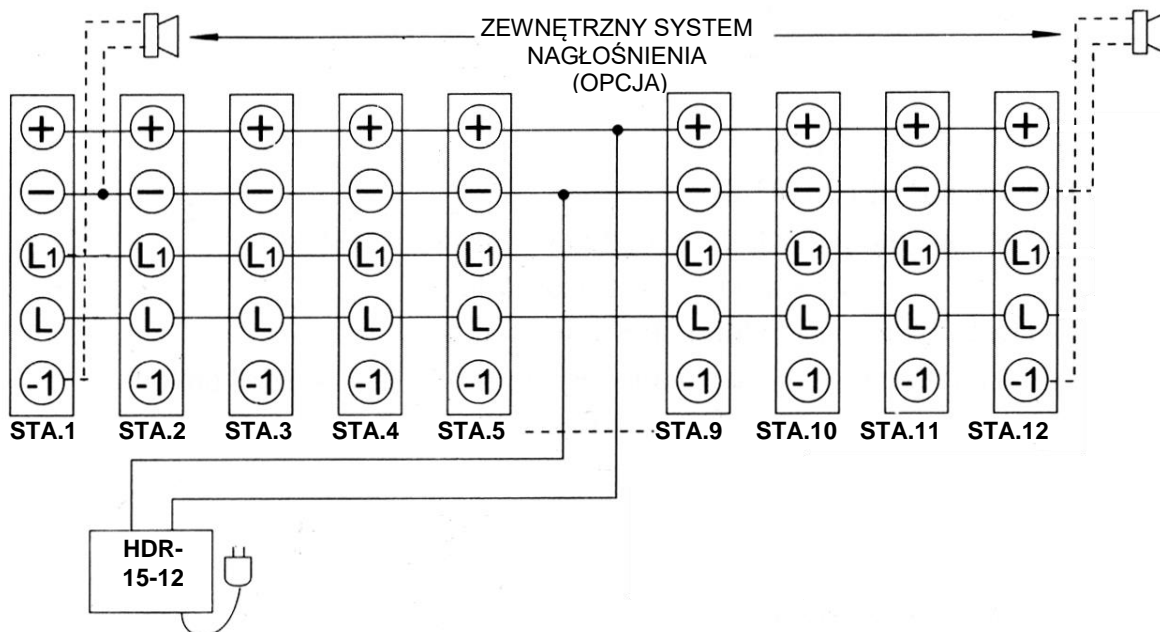 ZEWNĘTRZNY SYSTEM
NAGŁOŚNIENIA
(OPCJA)
+ + + + + + + + +
− − − − − − − − −
L1 L1 L1 L1 L1 L1 L1 L1 L1
L L L L L L L L L
-1 -1 -1 -1 -1 -1 -1 -1 -1
STA.1 STA.2 STA.3 STA.4 STA.5 STA.9 STA.10 STA.11 STA.12
HDR-
15-12